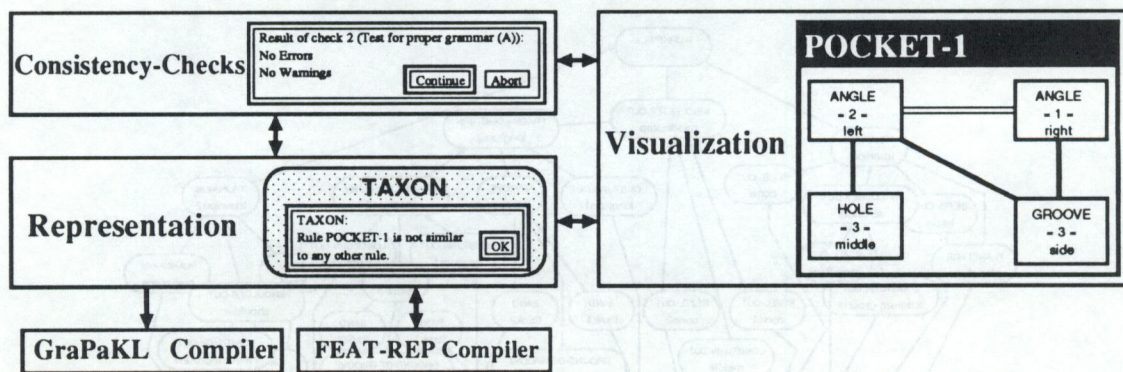 Consistency-Checks
Result of check 2 (Test for proper grammar (A)):
No Errors
No Warnings
Continue
Abort
Representation
TAXON
TAXON:
Rule POCKET-1 is not similar
to any other rule.
OK
GraPaKL Compiler
FEAT-REP Compiler
Visualization
POCKET-1
ANGLE
- 2 -
left
ANGLE
- 1 -
right
HOLE
- 3 -
middle
GROOVE
- 3 -
side